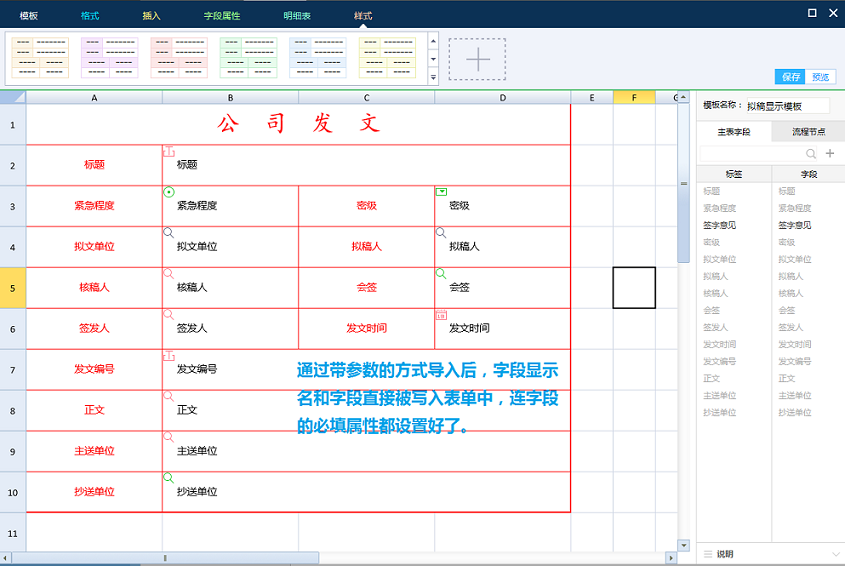 模板 格式 插入 字段属性 明细表 样式
保存 预览
A B C D E F G
模板名称： 拟稿显示模板
主表字段 流程节点
标签 字段
1 公 司 发 文
2 标题 标题
3 紧急程度 紧急程度 密级 密级
4 拟文单位 拟文单位 拟稿人 拟稿人
5 核稿人 核稿人 会签 会签
6 签发人 签发人 发文时间 发文时间
7 发文编号 发文编号
8 正文 正文
9 主送单位 主送单位
10 抄送单位 抄送单位
11
通过带参数的方式导入后，字段显示
名和字段直接被写入表单中，连字段
的必填属性都设置好了。
标题 标题
紧急程度 紧急程度
签字意见 签字意见
密级 密级
拟文单位 拟文单位
拟稿人 拟稿人
核稿人 核稿人
会签 会签
签发人 签发人
发文时间 发文时间
发文编号 发文编号
正文 正文
主送单位 主送单位
抄送单位 抄送单位
说明